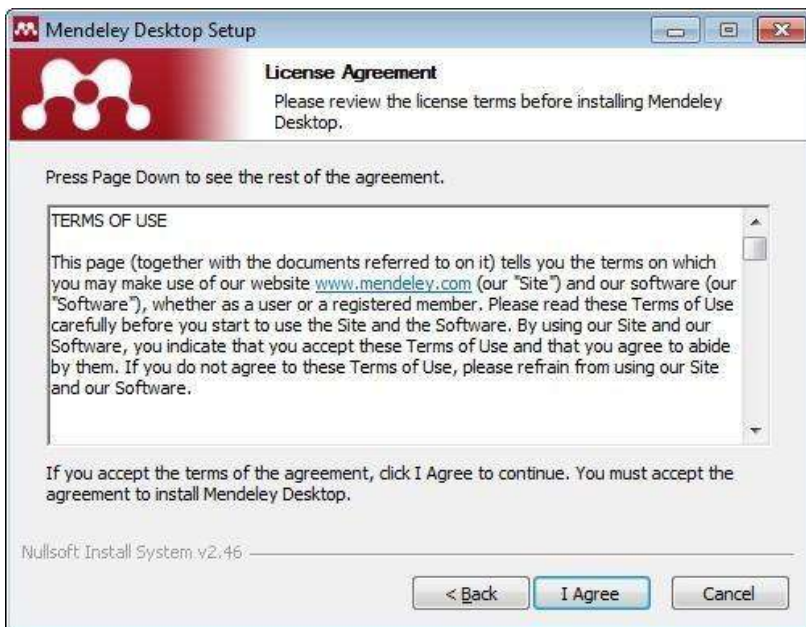 Mendeley Desktop Setup
License Agreement
Please review the license terms before installing Mendeley
Desktop.
Press Page Down to see the rest of the agreement.
TERMS OF USE
This page (together with the documents referred to on it) tells you the terms on which
you may make use of our website www.mendeley.com (our "Site") and our software (our
"Software"), whether as a user or a registered member. Please read these Terms of Use
carefully before you start to use the Site and the Software. By using our Site and our
Software, you indicate that you accept these Terms of Use and that you agree to abide
by them. If you do not agree to these Terms of Use, please refrain from using our Site
and our Software.
If you accept the terms of the agreement, click I Agree to continue. You must accept the
agreement to install Mendeley Desktop.
Nullsoft Install System v2.46
< Back
I Agree
Cancel